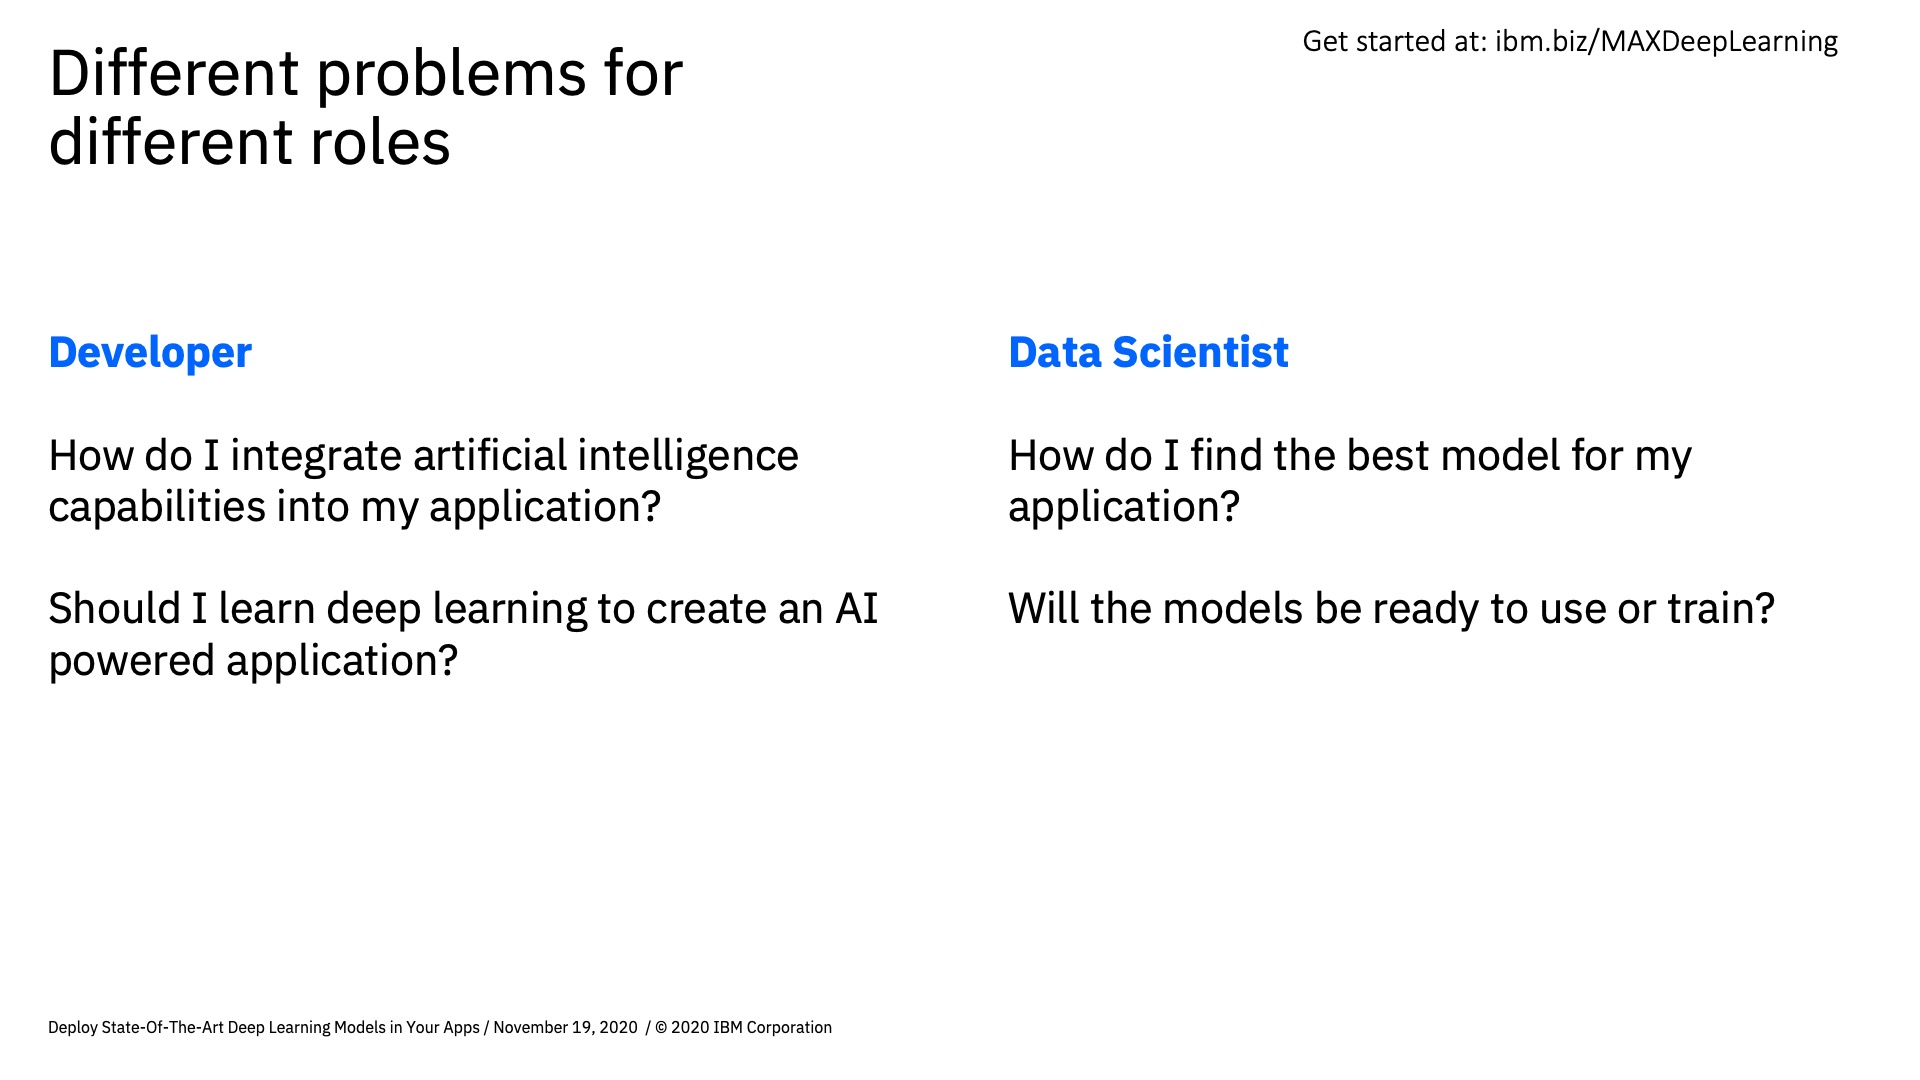 Different problems for
different roles
Get started at: ibm.biz/MAXDeepLearning
Developer
How do I integrate artificial intelligence
capabilities into my application?
Should I learn deep learning to create an AI
powered application?
Data Scientist
How do I find the best model for my
application?
Will the models be ready to use or train?
Deploy State-Of-The-Art Deep Learning Models in Your Apps / November 19, 2020 / © 2020 IBM Corporation